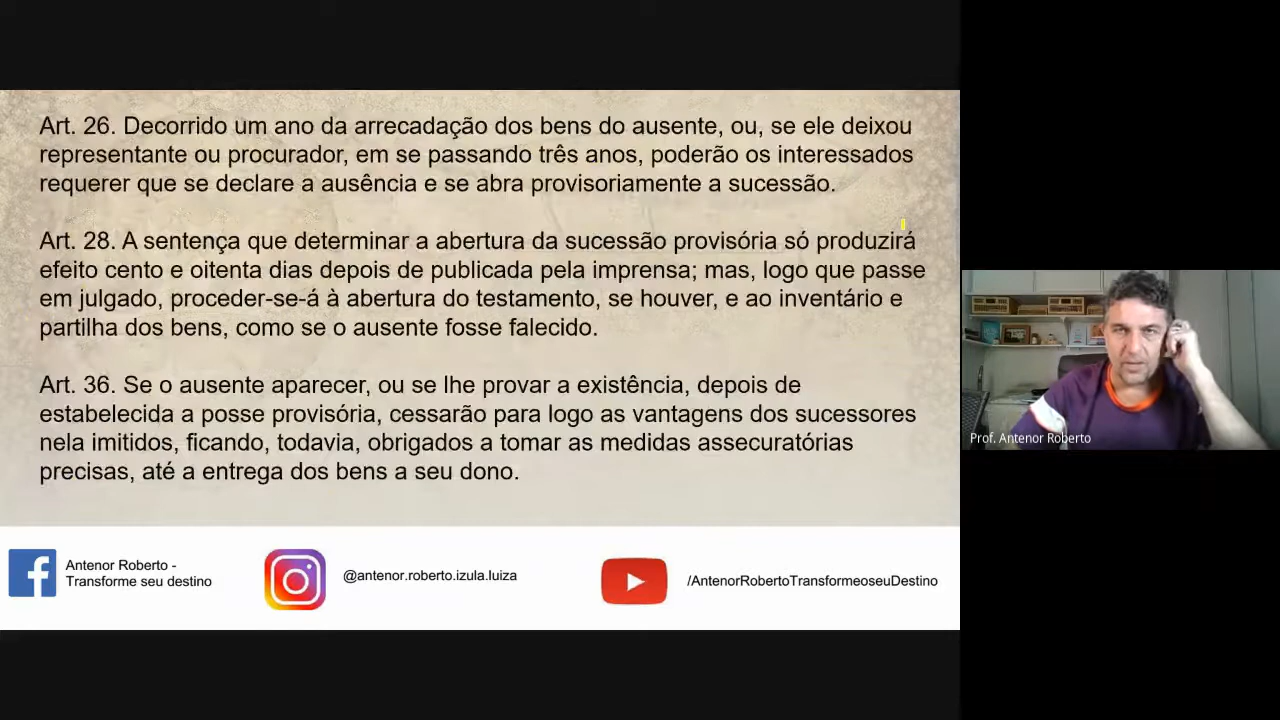 Art. 26. Decorrido um ano da arrecadação dos bens do ausente, ou, se ele deixou
representante ou procurador, em se passando três anos, poderão os interessados
requerer que se declare a ausência e se abra provisoriamente a sucessão.
Art. 28. A sentença que determinar a abertura da sucessão provisória só produzirá
efeito cento e oitenta dias depois de publicada pela imprensa; mas, logo que passe
em julgado, proceder-se-á à abertura do testamento, se houver, e ao inventário e
partilha dos bens, como se o ausente fosse falecido.
Art. 36. Se o ausente aparecer, ou se lhe provar a existência, depois de
estabelecida a posse provisória, cessarão para logo as vantagens dos sucessores
nela imitidos, ficando, todavia, obrigados a tomar as medidas assecuratórias
precisas, até a entrega dos bens a seu dono.
Antenor Roberto -
Transforme seu destino
@antenor.roberto.izula.luiza
/AntenorRobertoTransformeoseuDestino
Prof. Antenor Roberto